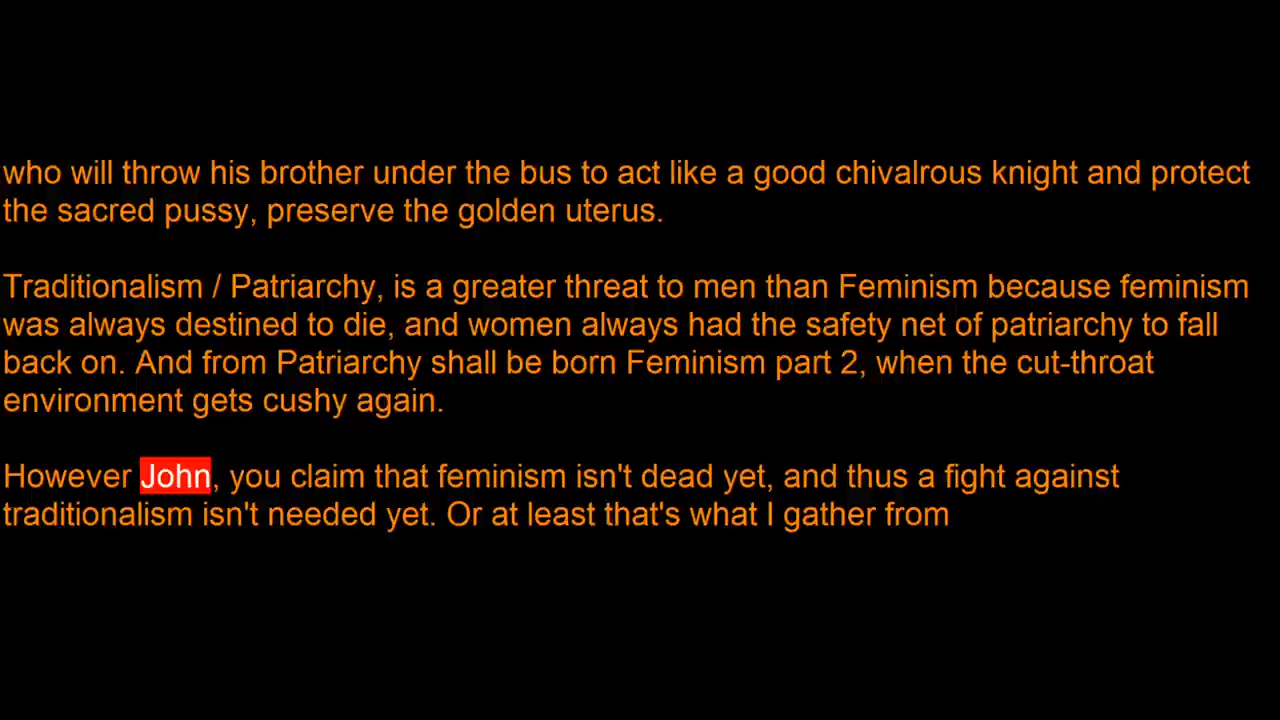 who will throw his brother under the bus to act like a good chivalrous knight and protect
the sacred pussy, preserve the golden uterus.
Traditionalism / Patriarchy, is a greater threat to men than Feminism because feminism
was always destined to die, and women always had the safety net of patriarchy to fall
back on. And from Patriarchy shall be born Feminism part 2, when the cut-throat
environment gets cushy again.
However John, you claim that feminism isn't dead yet, and thus a fight against
traditionalism isn't needed yet. Or at least that's what I gather from